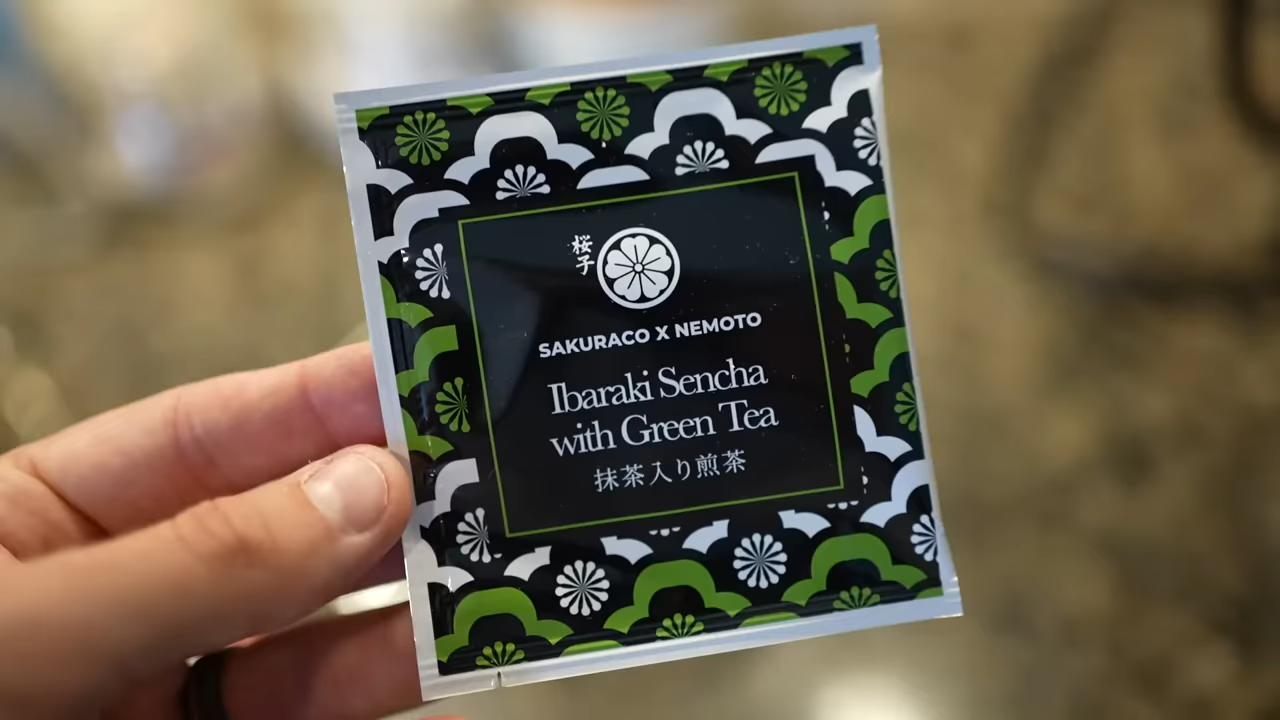 桜子
SAKURACO X NEMOTO
Ibaraki Sencha
with Green Tea
抹茶入り煎茶